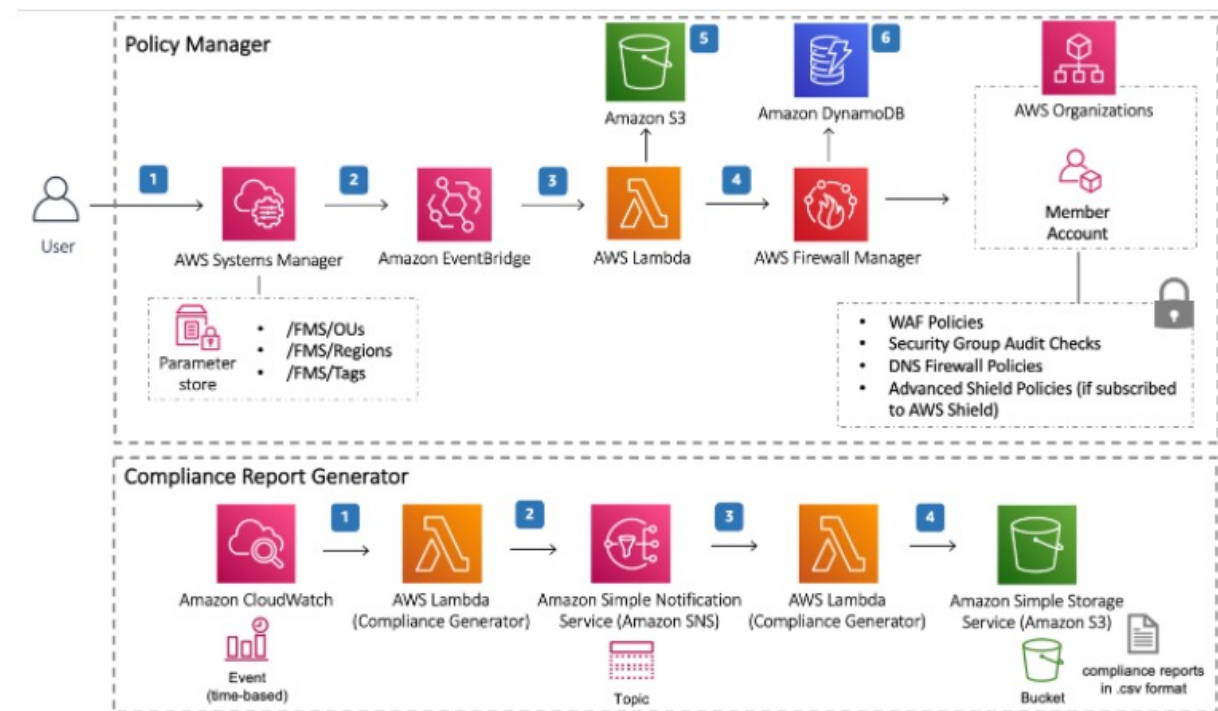 Policy Manager
5
6
Amazon S3
Amazon DynamoDB
AWS Organizations
1
2
3
4
Member
Account
User
AWS Systems Manager
Amazon EventBridge
AWS Lambda
AWS Firewall Manager
Parameter
store
• /FMS/OUs
• /FMS/Regions
• /FMS/Tags
• WAF Policies
• Security Group Audit Checks
• DNS Firewall Policies
• Advanced Shield Policies (if subscribed
to AWS Shield)
Compliance Report Generator
1
2
3
4
Amazon CloudWatch
AWS Lambda
(Compliance Generator)
Amazon Simple Notification
Service (Amazon SNS)
AWS Lambda
(Compliance Generator)
Amazon Simple Storage
Service (Amazon S3)
Event
(time-based)
Topic
Bucket
compliance reports
in .csv format